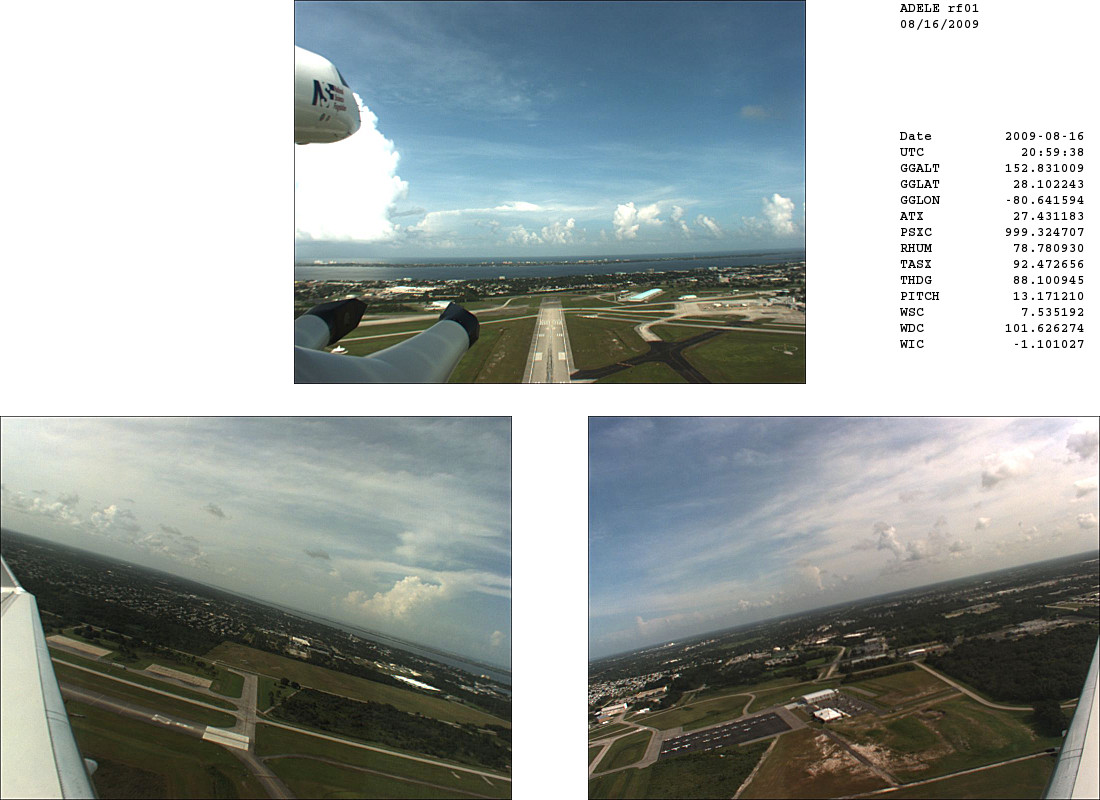 ADELE rf01
08/16/2009
Date 2009-08-16
UTC 20:59:38
GGALT 152.831009
GGLAT 28.102243
GGLON -80.641594
ATX 27.431183
PSXC 999.324707
RHUM 78.780930
TASX 92.472656
THDG 88.100945
PITCH 13.171210
WSC 7.535192
WDC 101.626274
WIC -1.101027